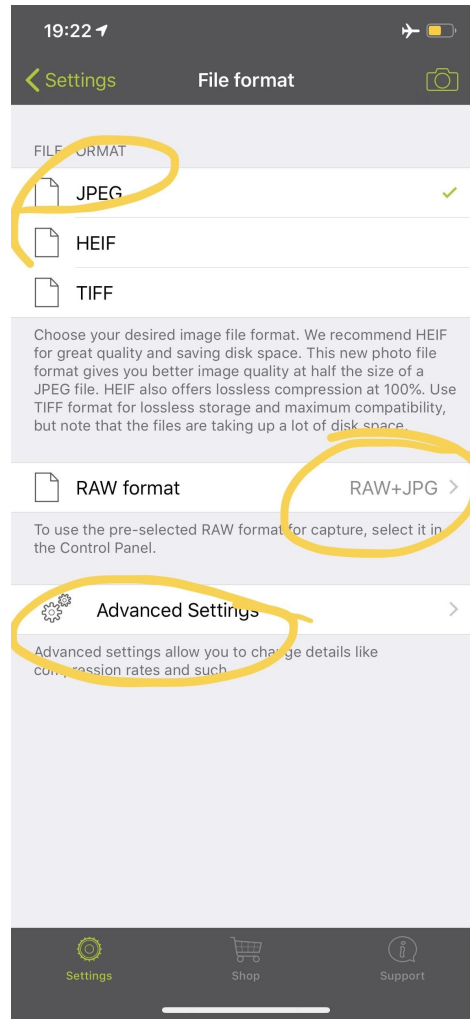 19:22
Settings
File format
FILE FORMAT
JPEG
HEIF
TIFF
Choose your desired image file format. We recommend HEIF
for great quality and saving disk space. This new photo file
format gives you better image quality at half the size of a
JPEG file. HEIF also offers lossless compression at 100%. Use
TIFF format for lossless storage and maximum compatibility,
but note that the files are taking up a lot of disk space.
RAW format
RAW+JPG
To use the pre-selected RAW format for capture, select it in
the Control Panel.
Advanced Settings
Advanced settings allow you to change details like
compression rates and such.
Settings
Shop
Support